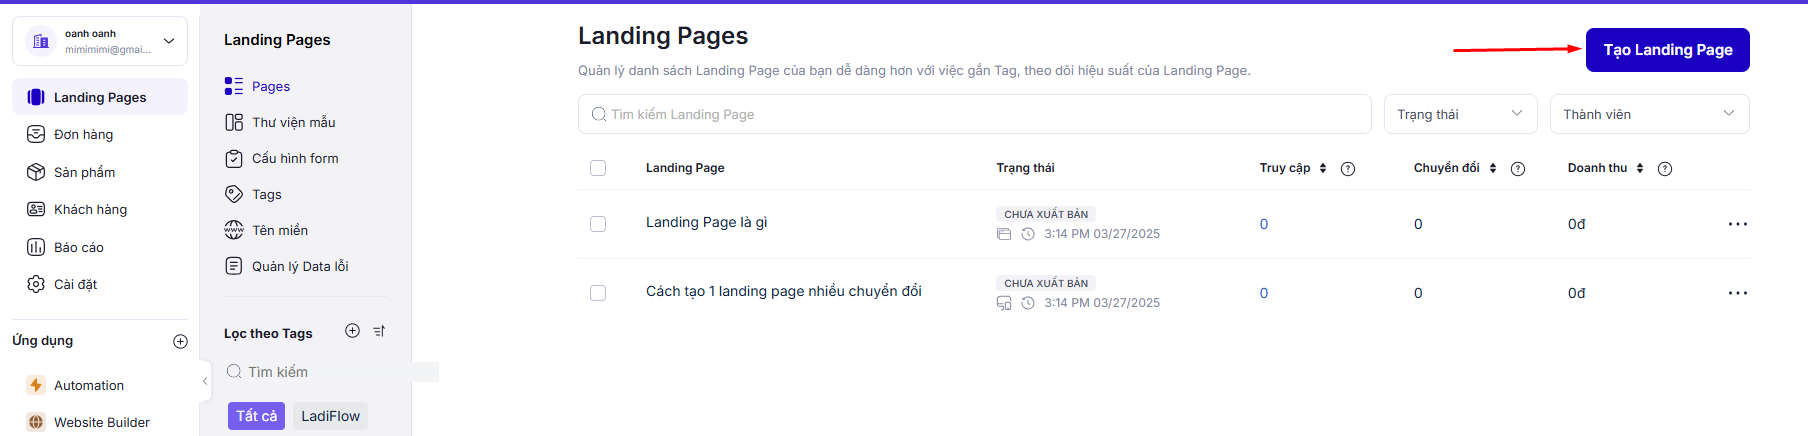 oanh oanh
mimimimi@gmai...
Landing Pages
Đơn hàng
Sản phẩm
Khách hàng
Báo cáo
Cài đặt
Ứng dụng
Automation
Website Builder
Landing Pages
Pages
Thư viện mẫu
Cấu hình form
Tags
Tên miền
Quản lý Data lỗi
Lọc theo Tags
Tìm kiếm
Tất cả LadiFlow
Landing Pages
Tạo Landing Page
Quản lý danh sách Landing Page của bạn dễ dàng hơn với việc gắn Tag, theo dõi hiệu suất của Landing Page.
Tìm kiếm Landing Page Trạng thái Thành viên
Landing Page Trạng thái Truy cập ? Chuyển đổi ? Doanh thu ?
Landing Page là gì CHƯA XUẤT BẢN 0 0 0đ
3:14 PM 03/27/2025
Cách tạo 1 landing page nhiều chuyển đổi CHƯA XUẤT BẢN 0 0 0đ
3:14 PM 03/27/2025